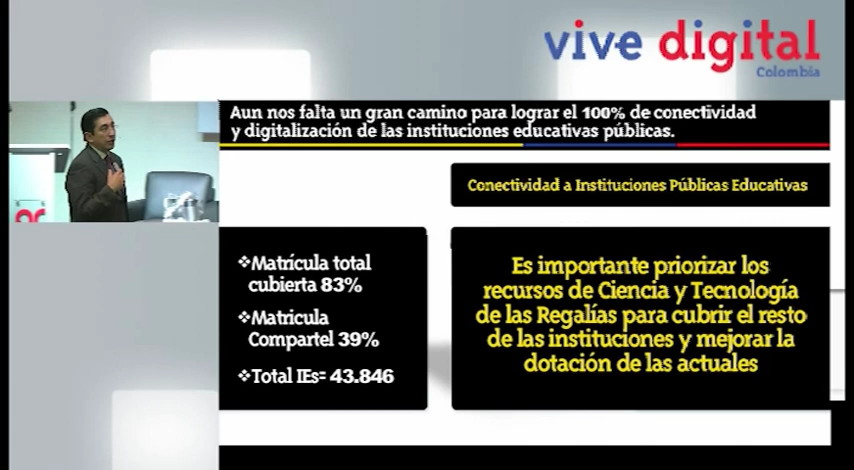 vive digital
Colombia
Aun nos falta un gran camino para lograr el 100% de conectividad
y digitalización de las instituciones educativas públicas.
Conectividad a Instituciones Públicas Educativas
❖Matrícula total
cubierta 83%
❖Matricula
Compartel 39%
❖Total IEs= 43.846
Es importante priorizar los
recursos de Ciencia y Tecnología
de las Regalías para cubrir el resto
de las instituciones y mejorar la
dotación de las actuales